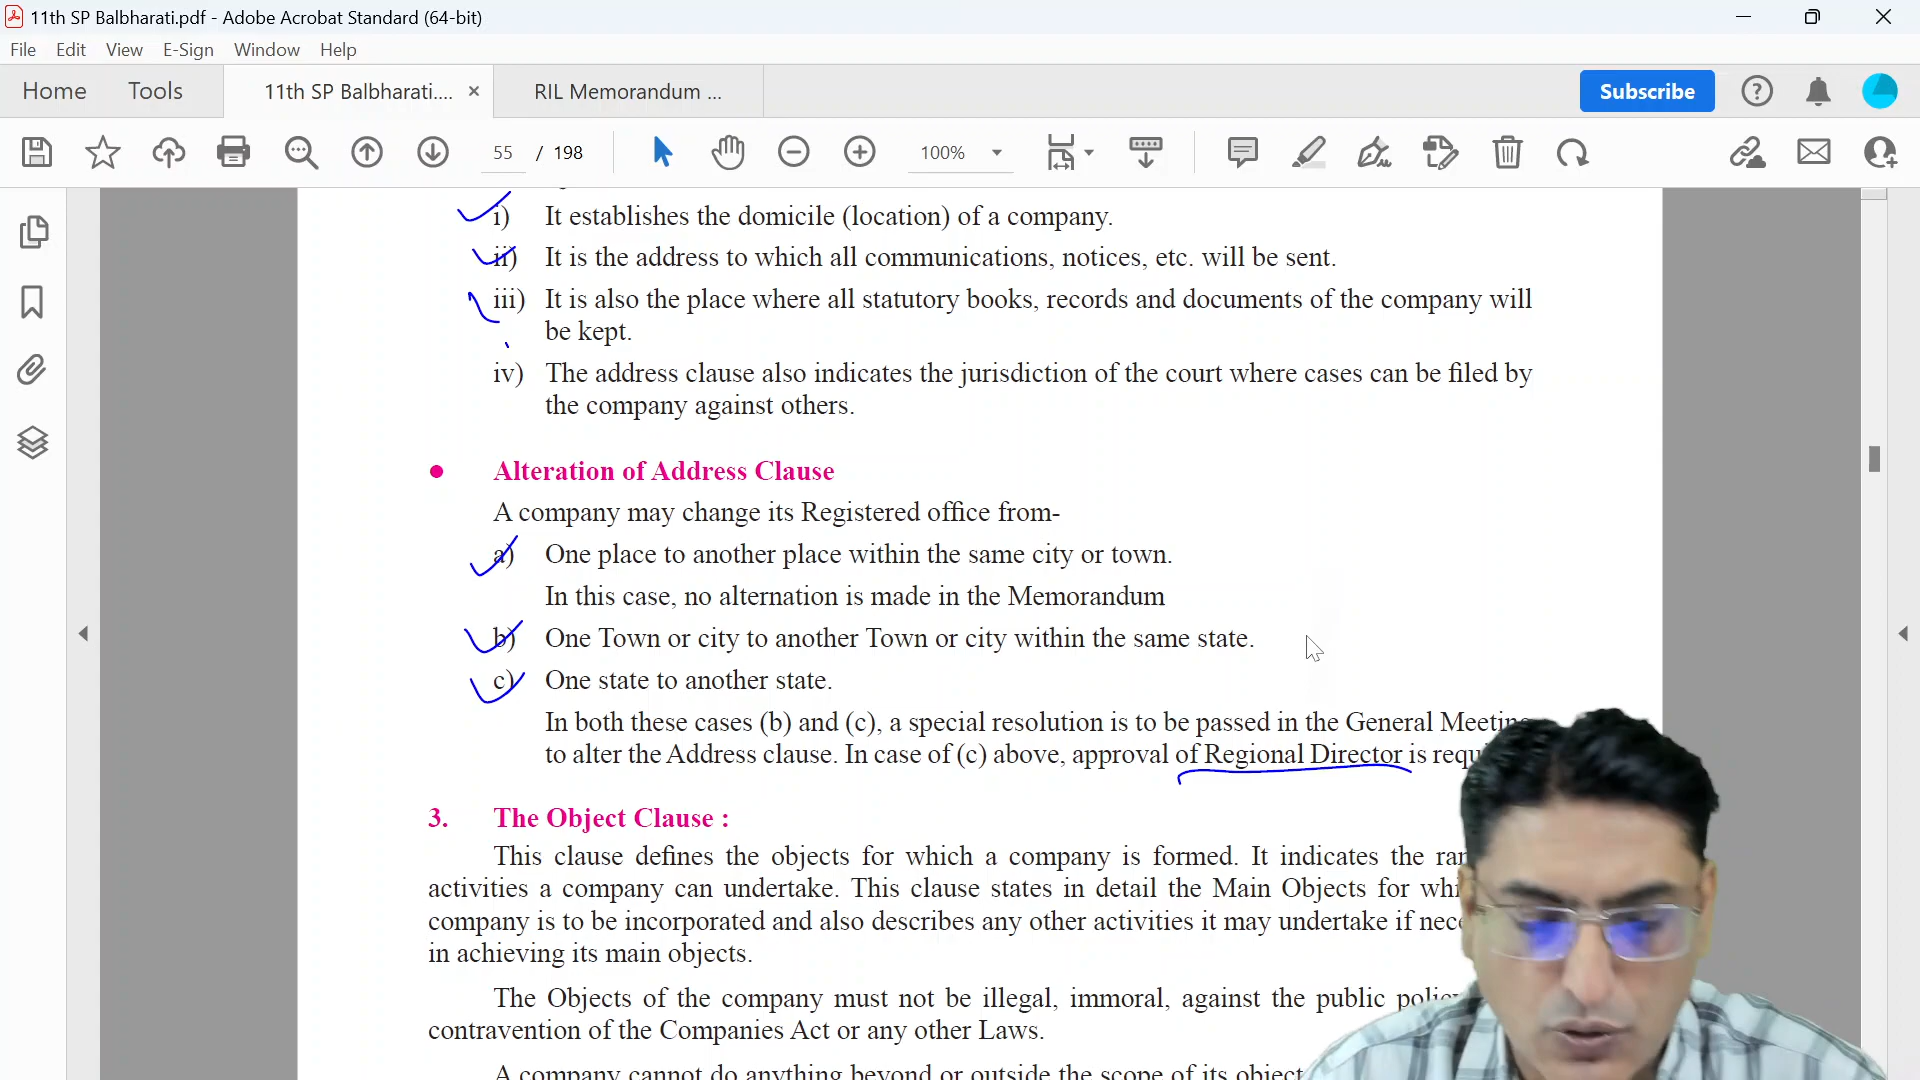 11th SP Balbharati.pdf - Adobe Acrobat Standard (64-bit)
File Edit View E-Sign Window Help
Home Tools 11th SP Balbharati.... × RIL Memorandum ... Subscribe
55 / 198 100%
i) It establishes the domicile (location) of a company.
ii) It is the address to which all communications, notices, etc. will be sent.
iii) It is also the place where all statutory books, records and documents of the company will
be kept.
iv) The address clause also indicates the jurisdiction of the court where cases can be filed by
the company against others.
• Alteration of Address Clause
A company may change its Registered office from-
a) One place to another place within the same city or town.
In this case, no alternation is made in the Memorandum
b) One Town or city to another Town or city within the same state.
c) One state to another state.
In both these cases (b) and (c), a special resolution is to be passed in the General Meeting
to alter the Address clause. In case of (c) above, approval of Regional Director is
3. The Object Clause :
This clause defines the objects for which a company is formed. It indicates the
activities a company can undertake. This clause states in detail the Main Objects for
company is to be incorporated and also describes any other activities it may undertake if
in achieving its main objects.
The Objects of the company must not be illegal, immoral, against the public
contravention of the Companies Act or any other Laws.
A company cannot do anything beyond or outside the scope of its